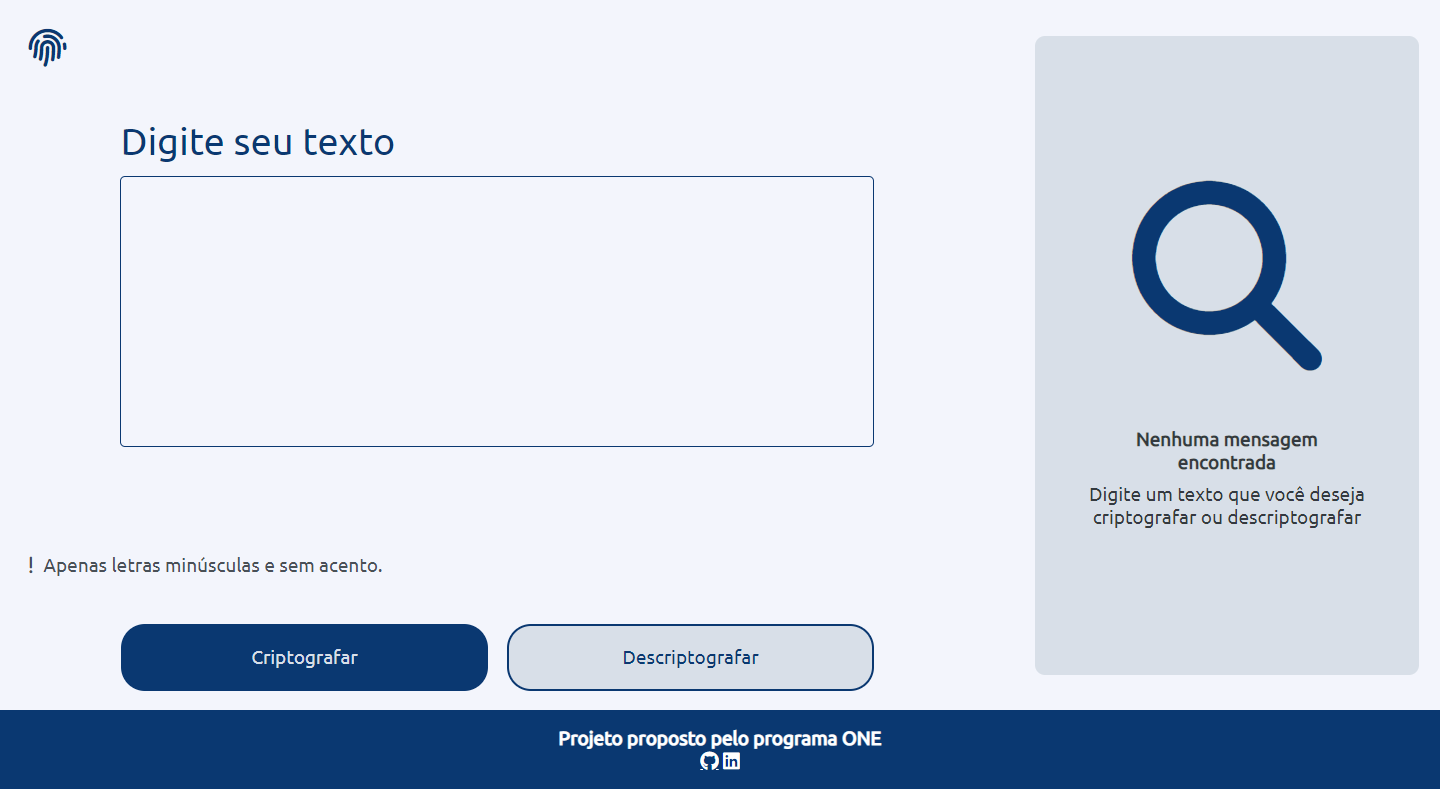 Digite seu texto
! Apenas letras minúsculas e sem acento.
Criptografar
Descriptografar
Nenhuma mensagem
encontrada
Digite um texto que você deseja
criptografar ou descriptografar
Projeto proposto pelo programa ONE
in